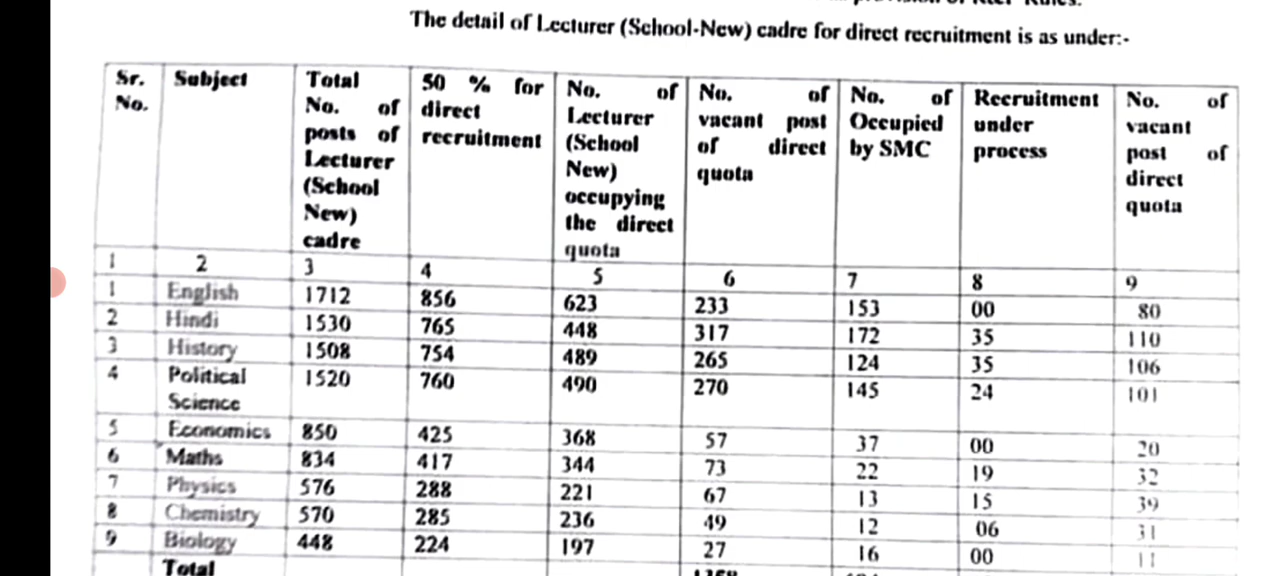 The detail of Lecturer (School-New) cadre for direct recruitment is as under:-
Sr. No. Subject Total No. of posts of Lecturer (School New) cadre 50 % for direct recruitment No. of Lecturer (School New) occupying the direct quota No. of vacant post of direct quota No. of Occupied by SMC Recruitment under process No. of vacant post of direct quota
1 2 3 4 5 6 7 8 9
1 English 1712 856 623 233 153 00 80
2 Hindi 1530 765 448 317 172 35 110
3 History 1508 754 489 265 124 35 106
4 Political Science 1520 760 490 270 145 24 101
5 Economics 850 425 368 57 37 00 20
6 Maths 834 417 344 73 22 19 32
7 Physics 576 288 221 67 13 15 39
8 Chemistry 570 285 236 49 12 06 31
9 Biology 448 224 197 27 16 00 11
Total